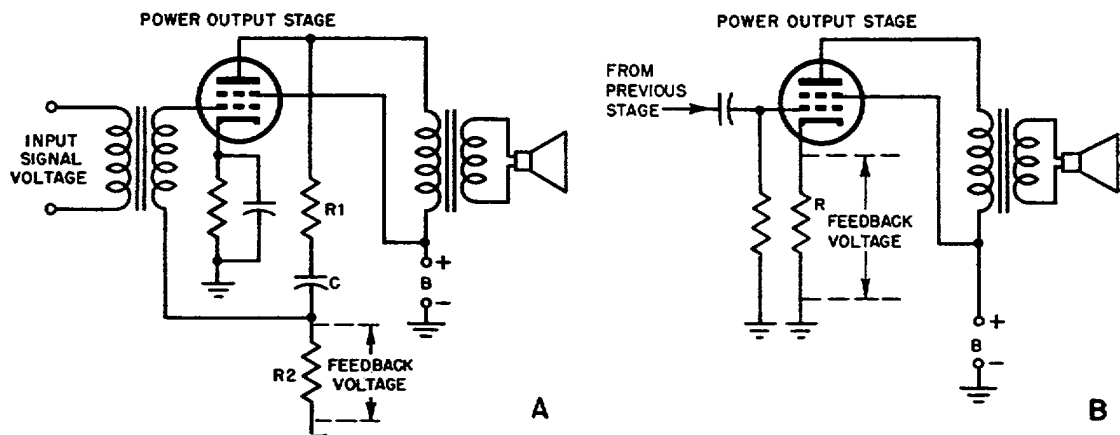 POWER OUTPUT STAGE
INPUT
SIGNAL
VOLTAGE
R1
C
+
B
-
R2
FEEDBACK
VOLTAGE
A
POWER OUTPUT STAGE
FROM
PREVIOUS
STAGE
R
FEEDBACK
VOLTAGE
+
B
-
B